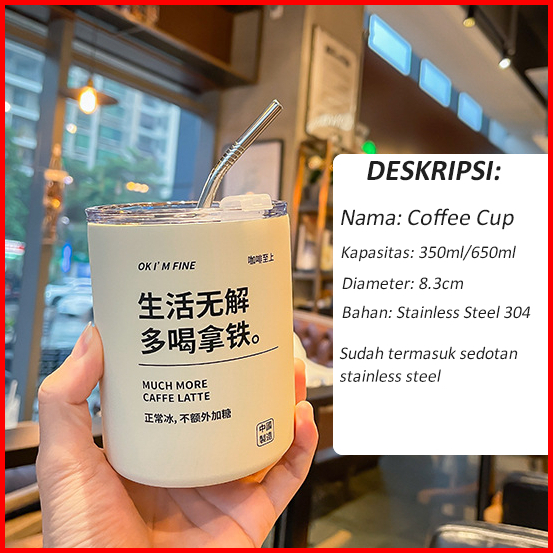 OK I'M FINE
咖啡至上
生活无解
多喝拿铁。
MUCH MORE
CAFFE LATTE
正常冰, 不额外加糖
中國
製造
DESKRIPSI:
Nama: Coffee Cup
Kapasitas: 350ml/650ml
Diameter: 8.3cm
Bahan: Stainless Steel 304
Sudah termasuk sedotan
stainless steel